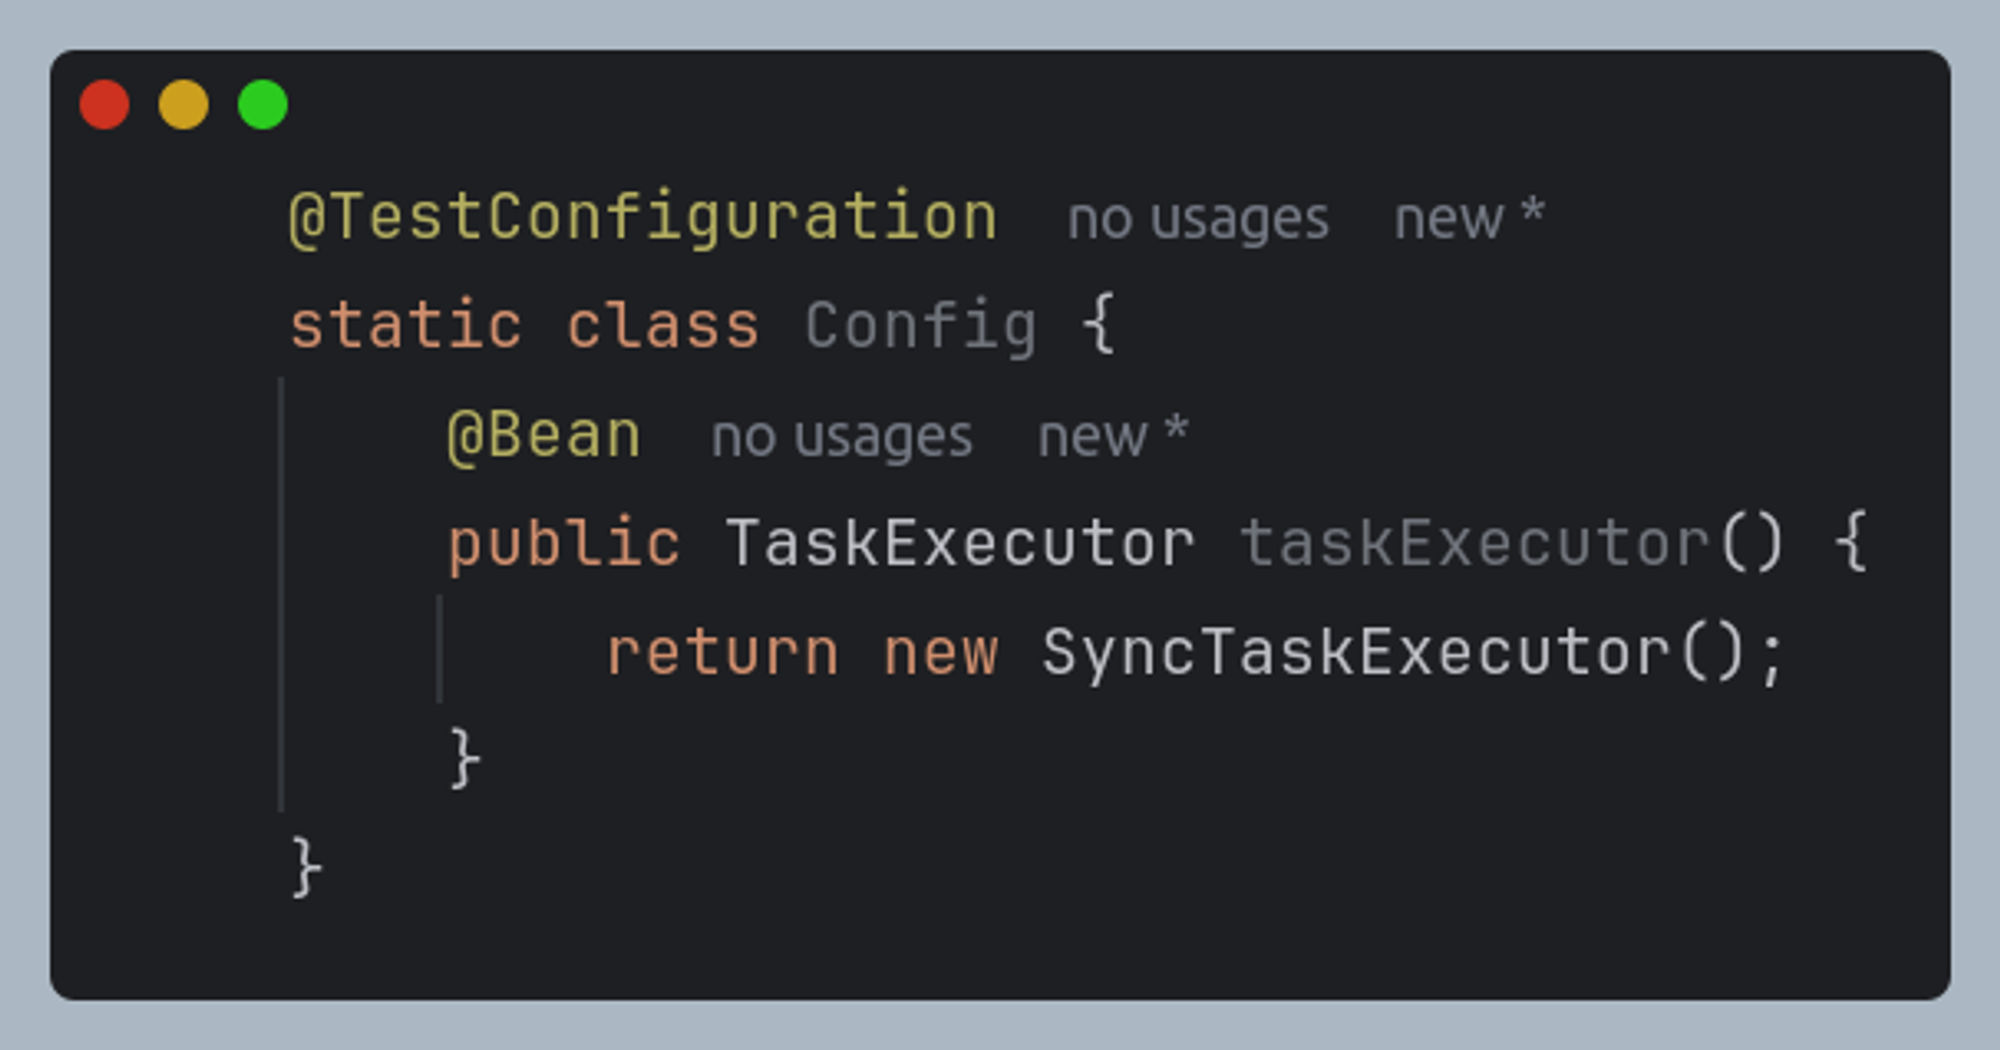 @TestConfiguration no usages new *
static class Config {
@Bean no usages new *
public TaskExecutor taskExecutor() {
return new SyncTaskExecutor();
}
}